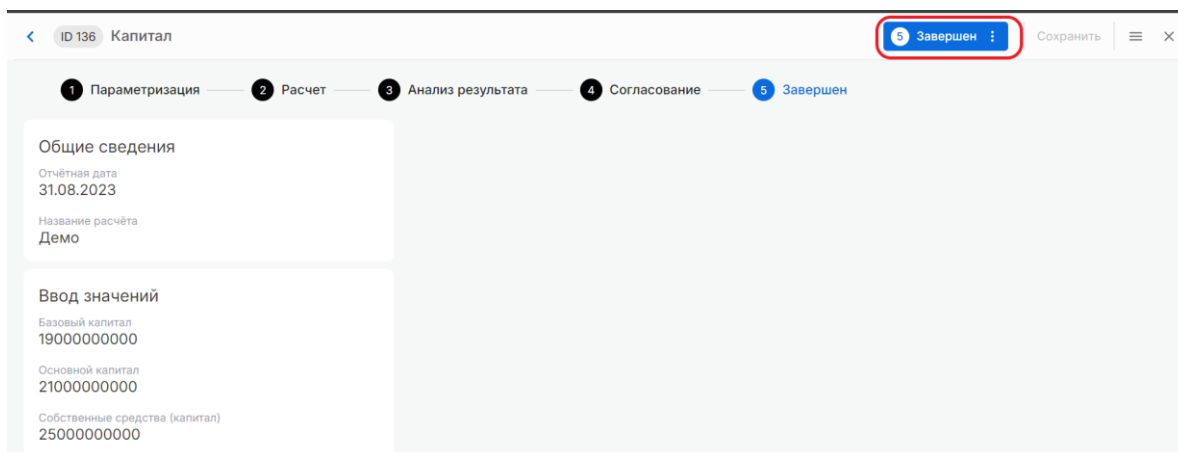 ID 136 Капитал 5 Завершен Сохранить
1 Параметризация 2 Расчет 3 Анализ результата 4 Согласование 5 Завершен
Общие сведения
Отчётная дата
31.08.2023
Название расчёта
Демо
Ввод значений
Базовый капитал
19000000000
Основной капитал
21000000000
Собственные средства (капитал)
25000000000